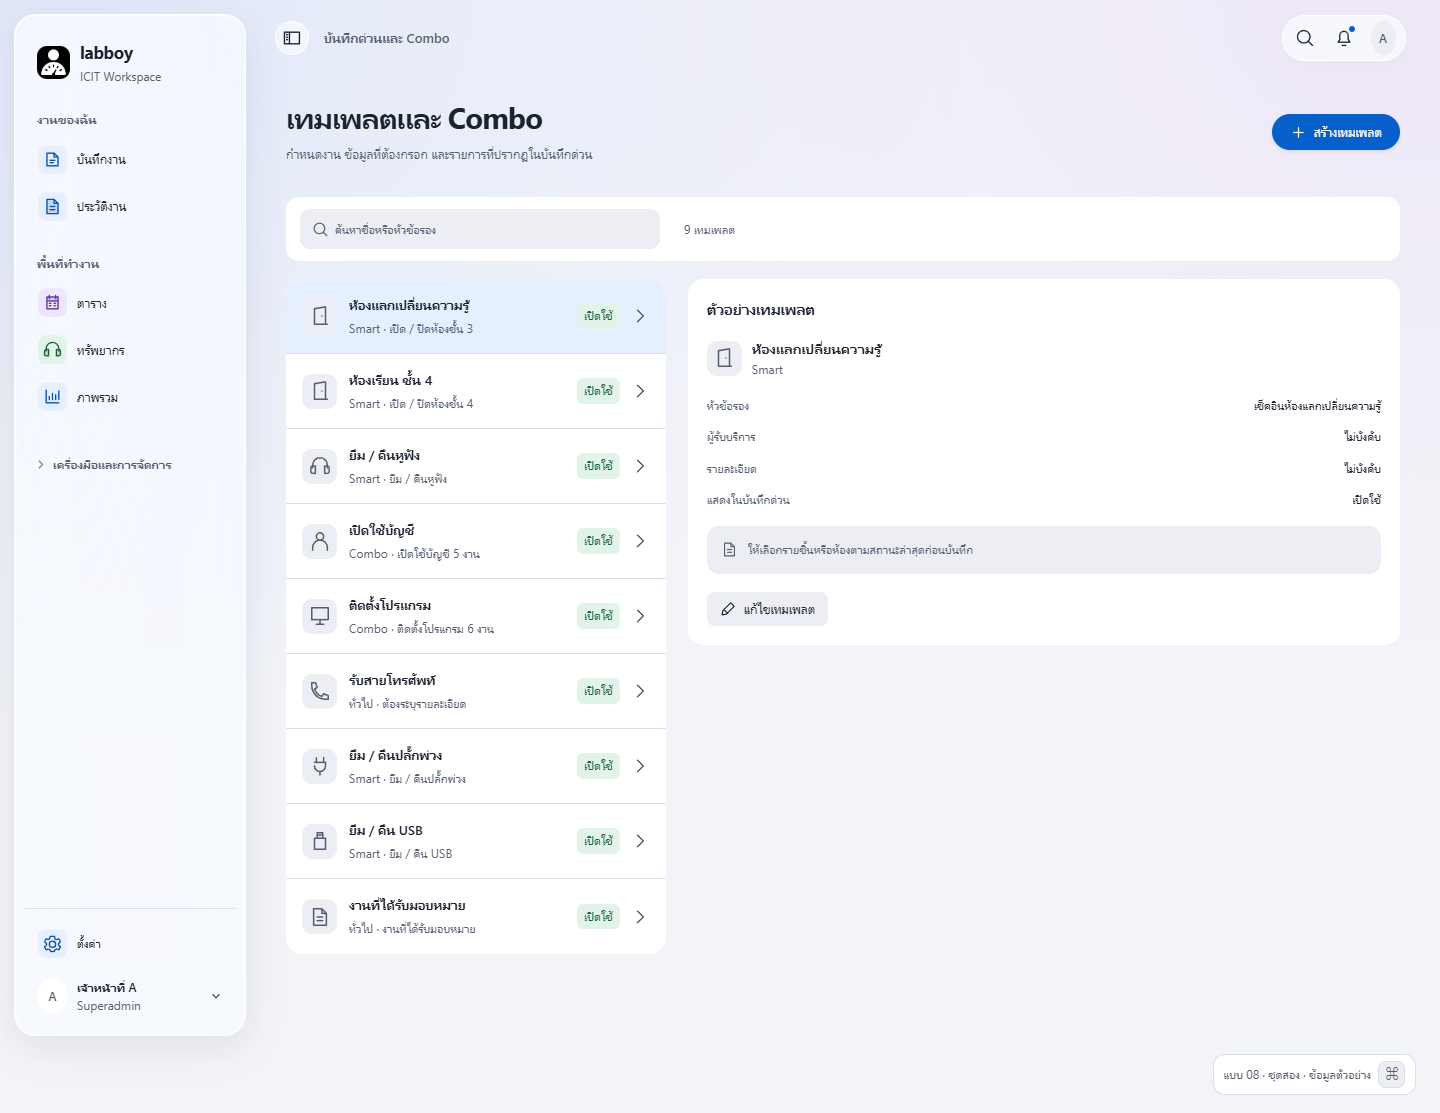 labboy
ICIT Workspace
งานของฉัน
บันทึกงาน
ประวัติงาน
พื้นที่ทำงาน
ตาราง
ทรัพยากร
ภาพรวม
เครื่องมือและการจัดการ
ตั้งค่า
A
เจ้าหน้าที่ A
Superadmin
บันทึกด่วนและ Combo
A
เทมเพลตและ Combo
กำหนดงาน ข้อมูลที่ต้องกรอก และรายการที่ปรากฏในบันทึกด่วน
สร้างเทมเพลต
ค้นหาชื่อหรือหัวข้อรอง
9 เทมเพลต
ห้องแลกเปลี่ยนความรู้
Smart · เปิด / ปิดห้องชั้น 3
เปิดใช้
ห้องเรียน ชั้น 4
Smart · เปิด / ปิดห้องชั้น 4
เปิดใช้
ยืม / คืนหูฟัง
Smart · ยืม / คืนหูฟัง
เปิดใช้
เปิดใช้บัญชี
Combo · เปิดใช้บัญชี 5 งาน
เปิดใช้
ติดตั้งโปรแกรม
Combo · ติดตั้งโปรแกรม 6 งาน
เปิดใช้
รับสายโทรศัพท์
ทั่วไป · ต้องระบุรายละเอียด
เปิดใช้
ยืม / คืนปลั๊กพ่วง
Smart · ยืม / คืนปลั๊กพ่วง
เปิดใช้
ยืม / คืน USB
Smart · ยืม / คืน USB
เปิดใช้
งานที่ได้รับมอบหมาย
ทั่วไป · งานที่ได้รับมอบหมาย
เปิดใช้
ตัวอย่างเทมเพลต
ห้องแลกเปลี่ยนความรู้
Smart
หัวข้อรอง เช็คอินห้องแลกเปลี่ยนความรู้
ผู้รับบริการ ไม่บังคับ
รายละเอียด ไม่บังคับ
แสดงในบันทึกด่วน เปิดใช้
ให้เลือกรายชิ้นหรือห้องตามสถานะล่าสุดก่อนบันทึก
แก้ไขเทมเพลต
แบบ 08 · ชุดสอง · ข้อมูลตัวอย่าง ⌘